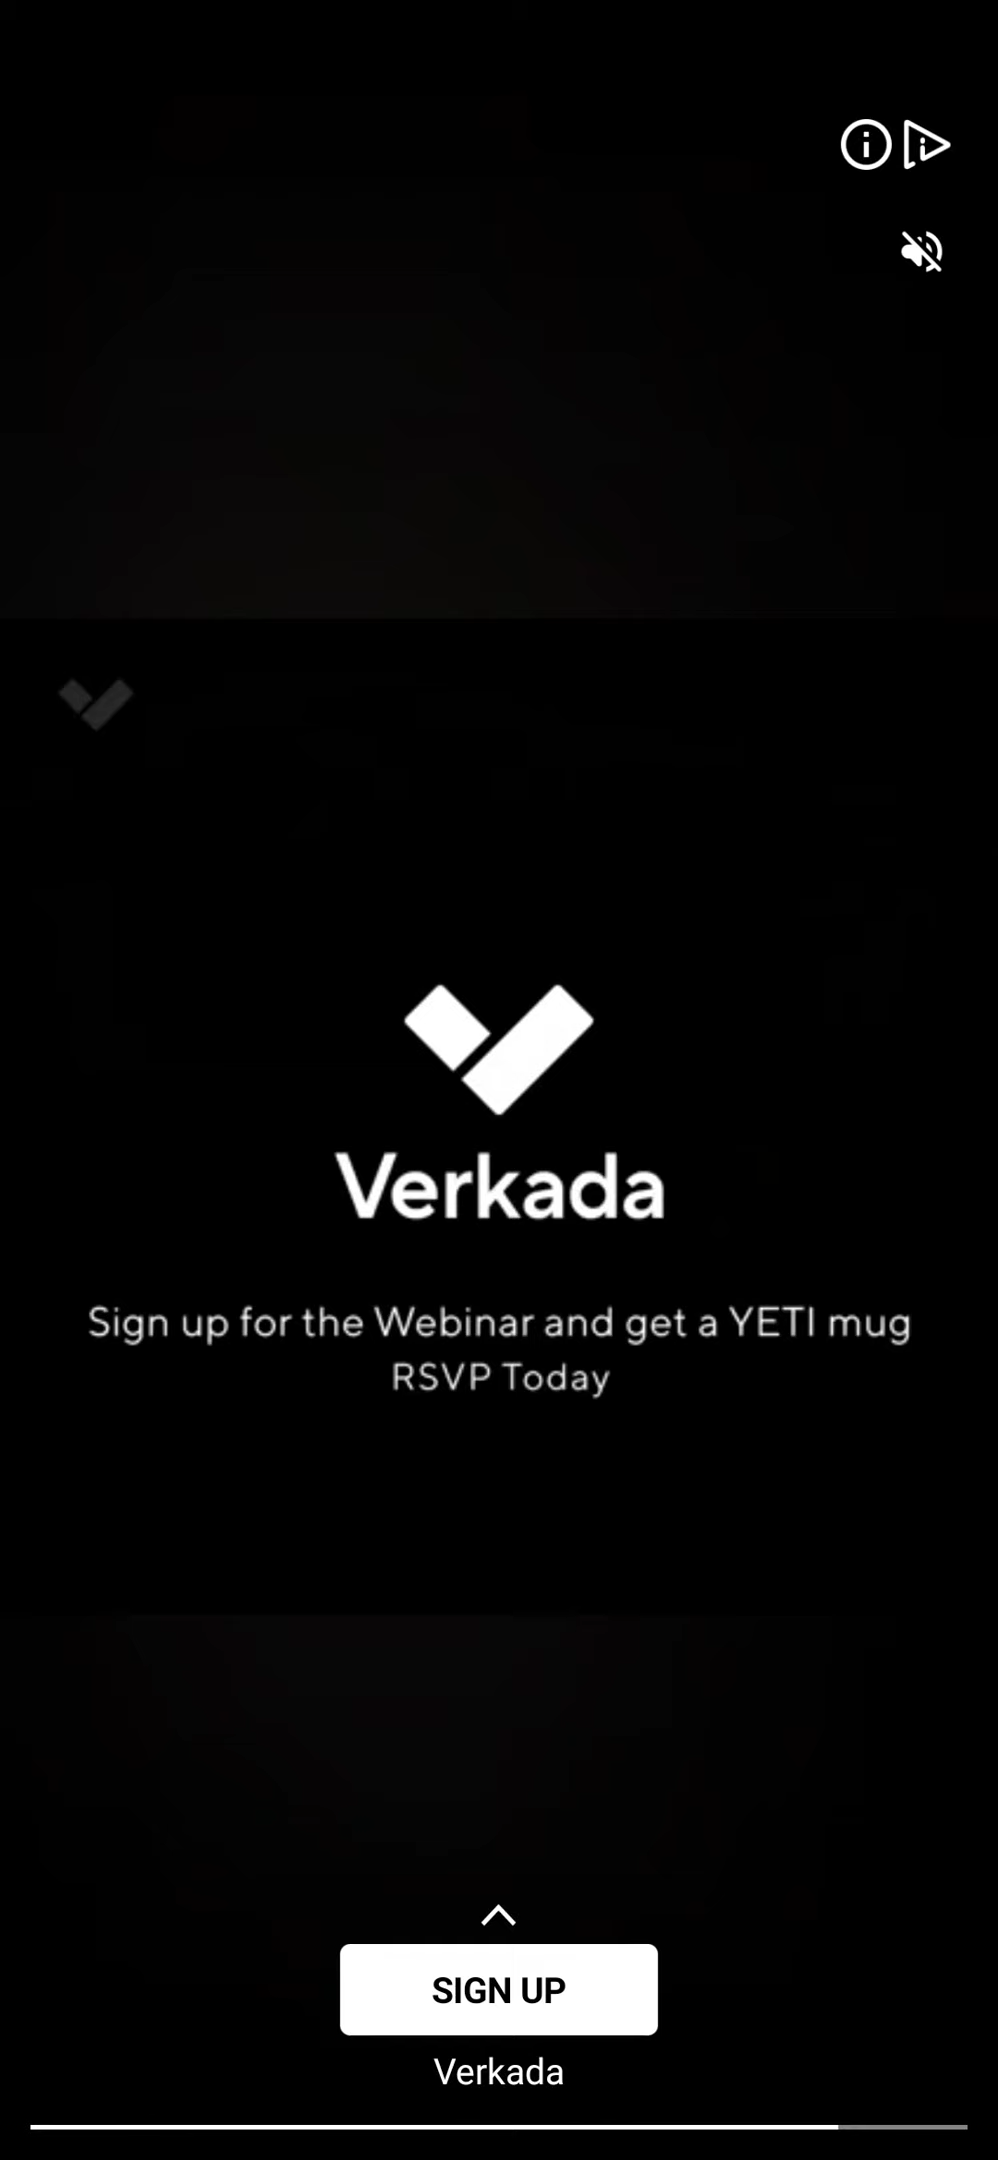 Verkada
Sign up for the Webinar and get a YETI mug
RSVP Today
SIGN UP
Verkada